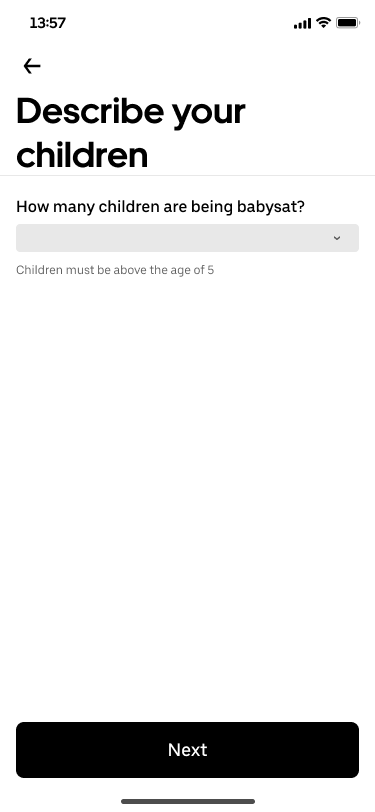 13:57
Describe your
children
How many children are being babysat?
Children must be above the age of 5
Next